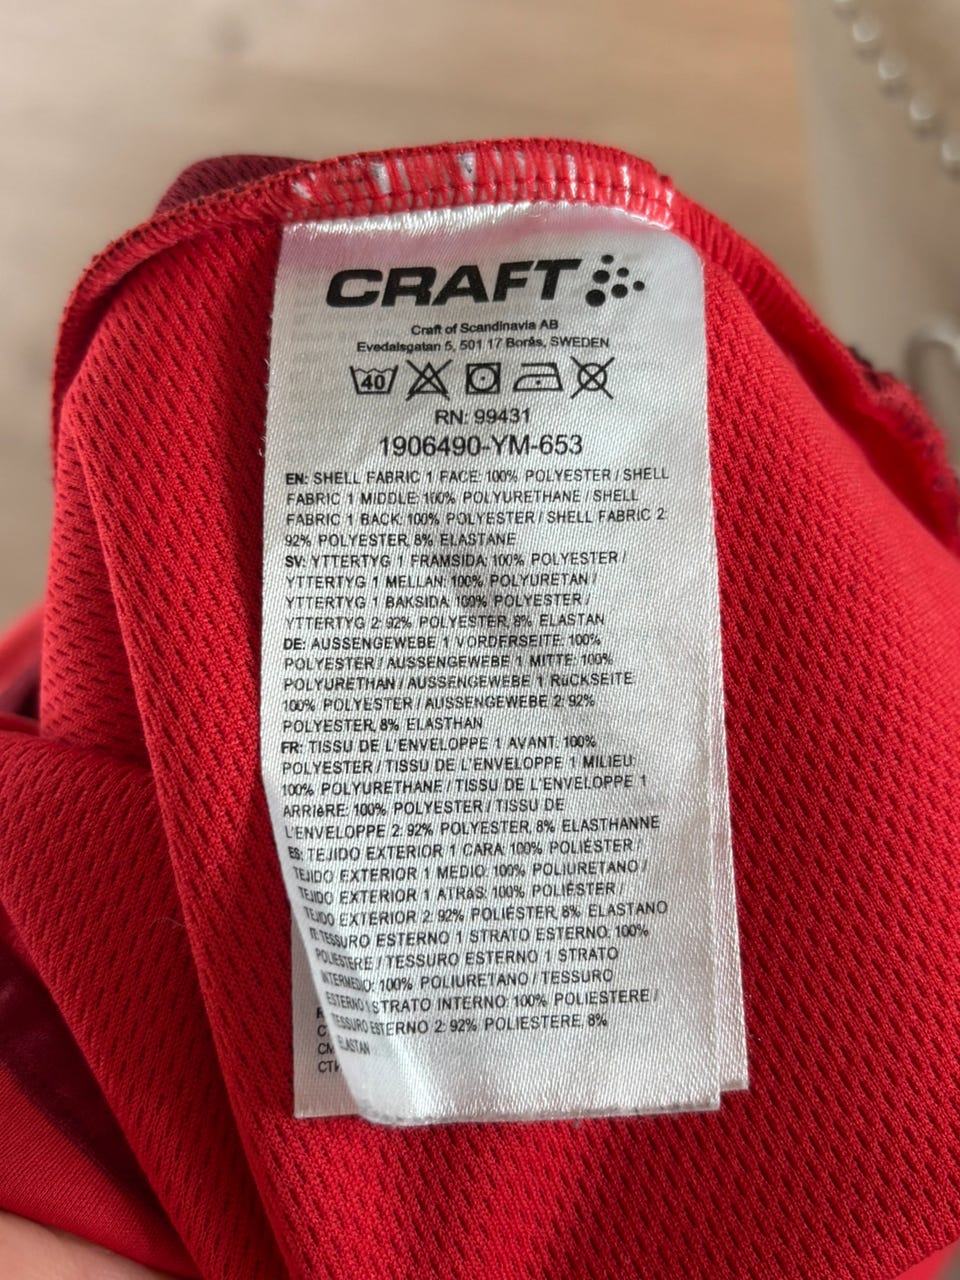 CRAFT
Craft of Scandinavia AB
Evedalsgatan 5, 501 17 Borås, SWEDEN
40
RN: 99431
1906490-YM-653
EN: SHELL FABRIC 1 FACE: 100% POLYESTER / SHELL
FABRIC 1 MIDDLE: 100% POLYURETHANE / SHELL
FABRIC 1 BACK: 100% POLYESTER / SHELL FABRIC 2:
92% POLYESTER, 8% ELASTANE
SV: YTTERTYG 1 FRAMSIDA: 100% POLYESTER /
YTTERTYG 1 MELLAN: 100% POLYURETAN /
YTTERTYG 1 BAKSIDA: 100% POLYESTER /
YTTERTYG 2: 92% POLYESTER, 8% ELASTAN
DE: AUSSENGEWEBE 1 VORDERSEITE: 100%
POLYESTER / AUSSENGEWEBE 1 MITTE: 100%
POLYURETHAN / AUSSENGEWEBE 1 RüCKSEITE:
100% POLYESTER / AUSSENGEWEBE 2: 92%
POLYESTER, 8% ELASTHAN
FR: TISSU DE L'ENVELOPPE 1 AVANT: 100%
POLYESTER / TISSU DE L'ENVELOPPE 1 MILIEU:
100% POLYURETHANE / TISSU DE L'ENVELOPPE 1
ARRIèRE: 100% POLYESTER / TISSU DE
L'ENVELOPPE 2: 92% POLYESTER, 8% ELASTHANNE
ES: TEJIDO EXTERIOR 1 CARA: 100% POLIÉSTER /
TEJIDO EXTERIOR 1 MEDIO: 100% POLIURETANO /
TEJIDO EXTERIOR 1 ATRáS: 100% POLIÉSTER /
TEJIDO EXTERIOR 2: 92% POLIÉSTER, 8% ELASTANO
IT: TESSURO ESTERNO 1 STRATO ESTERNO: 100%
POLIESTERE / TESSURO ESTERNO 1 STRATO
INTERMEDIO: 100% POLIURETANO / TESSURO
ESTERNO 1 STRATO INTERNO: 100% POLIESTERE /
TESSURO ESTERNO 2: 92% POLIESTERE, 8%
ELASTAN